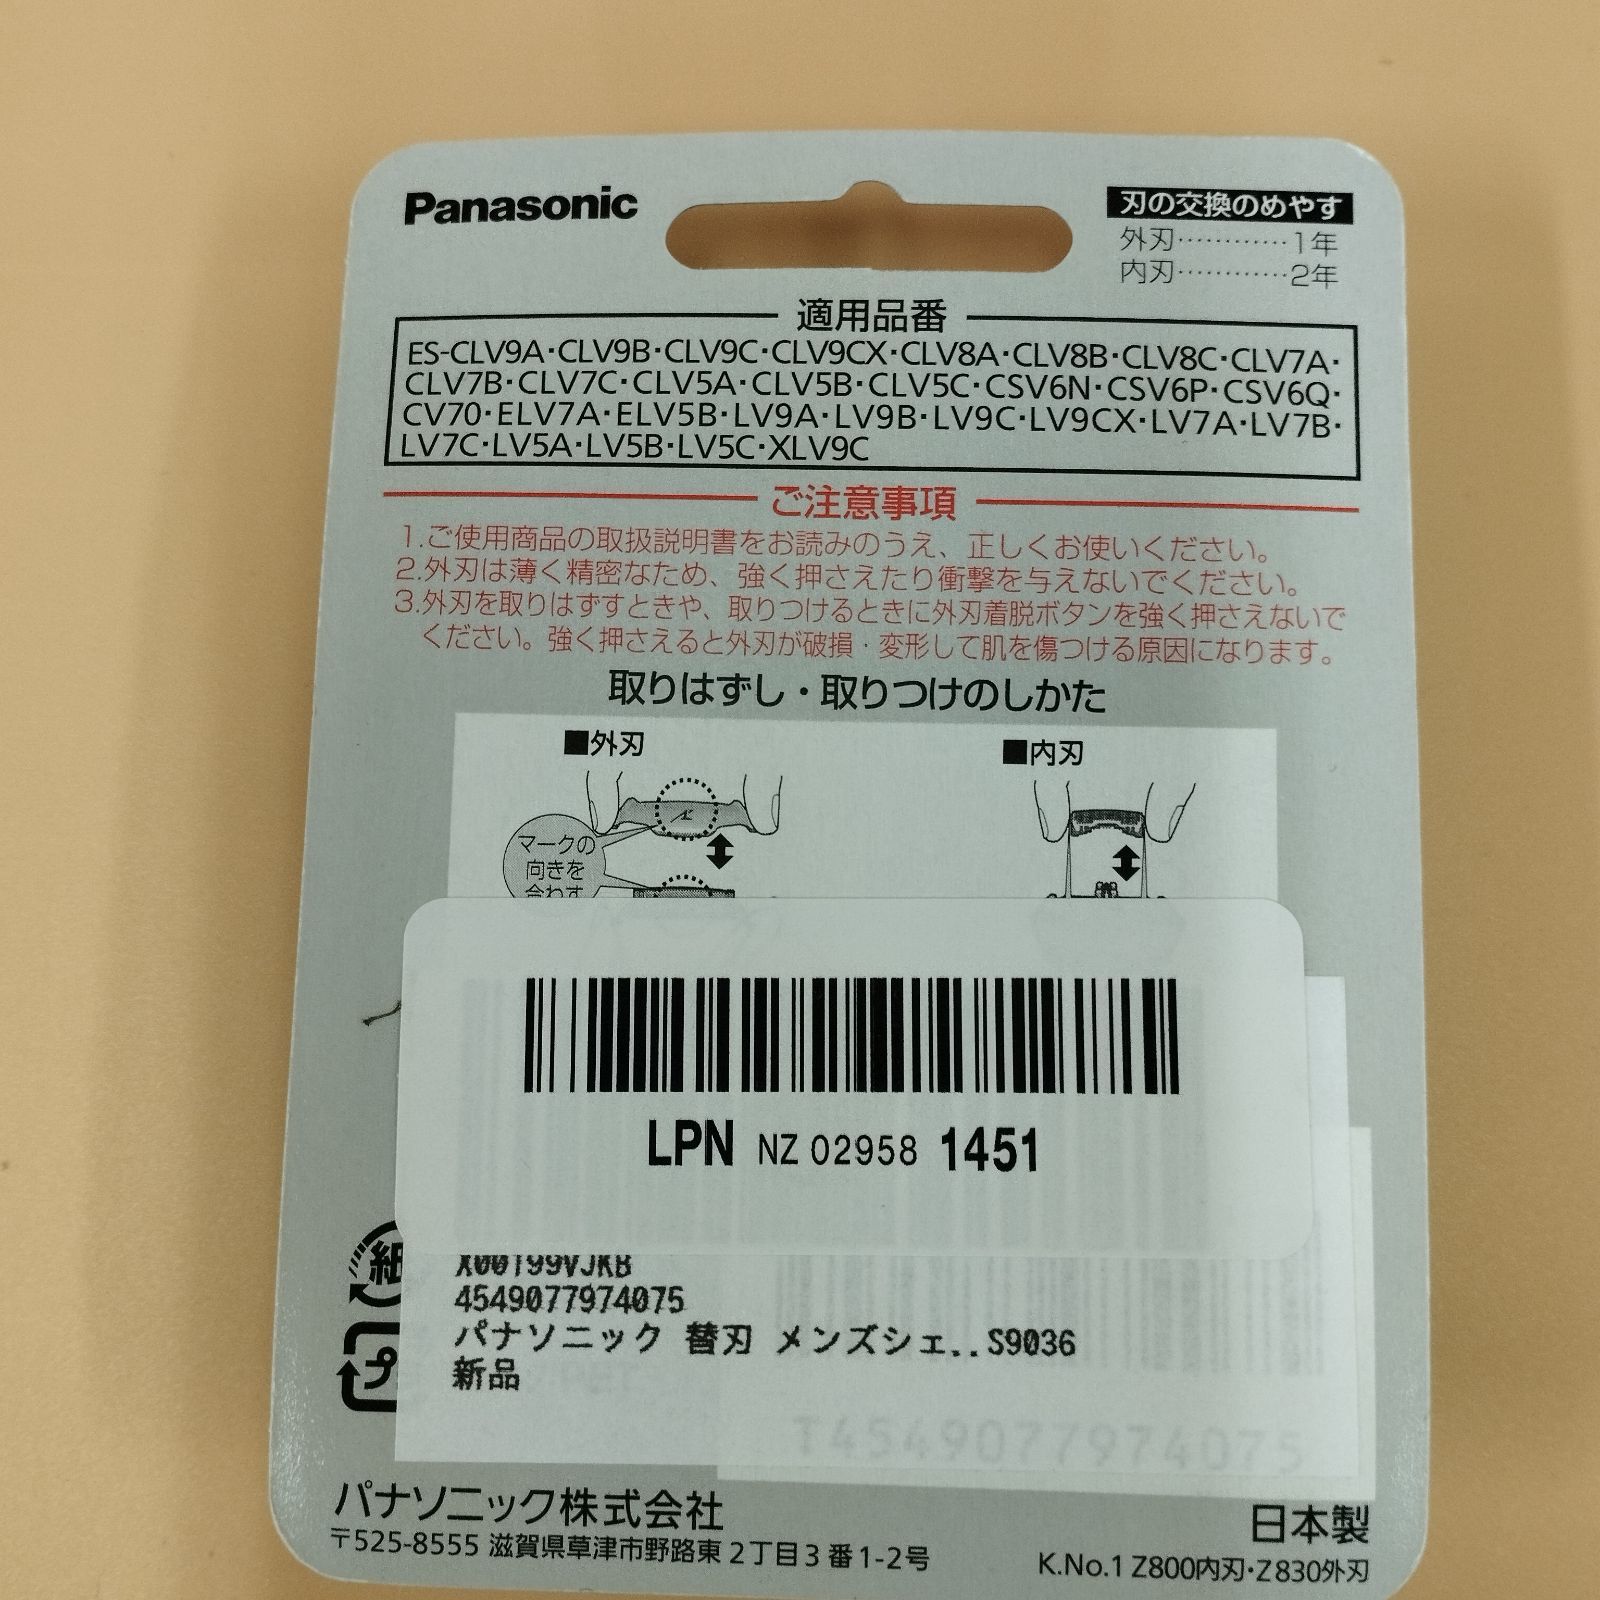 Panasonic
刃の交換のめやす
外刃…………1年
内刃…………2年
適用品番
ES-CLV9A・CLV9B・CLV9C・CLV9CX・CLV8A・CLV8B・CLV8C・CLV7A・
CLV7B・CLV7C・CLV5A・CLV5B・CLV5C・CSV6N・CSV6P・CSV6Q・
CV70・ELV7A・ELV5B・LV9A・LV9B・LV9C・LV9CX・LV7A・LV7B・
LV7C・LV5A・LV5B・LV5C・XLV9C
ご注意事項
1.ご使用商品の取扱説明書をお読みのうえ、正しくお使いください。
2.外刃は薄く精密なため、強く押さえたり衝撃を与えないでください。
3.外刃を取りはずすときや、取りつけるときに外刃着脱ボタンを強く押さえないで
ください。強く押さえると外刃が破損・変形して肌を傷つける原因になります。
取りはずし・取りつけのしかた
■外刃
■内刃
マークの
向きを
合わす
LPN NZ 02958 1451
X00199VJKB
4549077974075
パナソニック 替刃 メンズシェ..S9036
新品
T4549077974075
紙
プ
パナソニック株式会社
〒525-8555 滋賀県草津市野路東2丁目3番1-2号
日本製
K.No.1 Z800内刃・Z830外刃